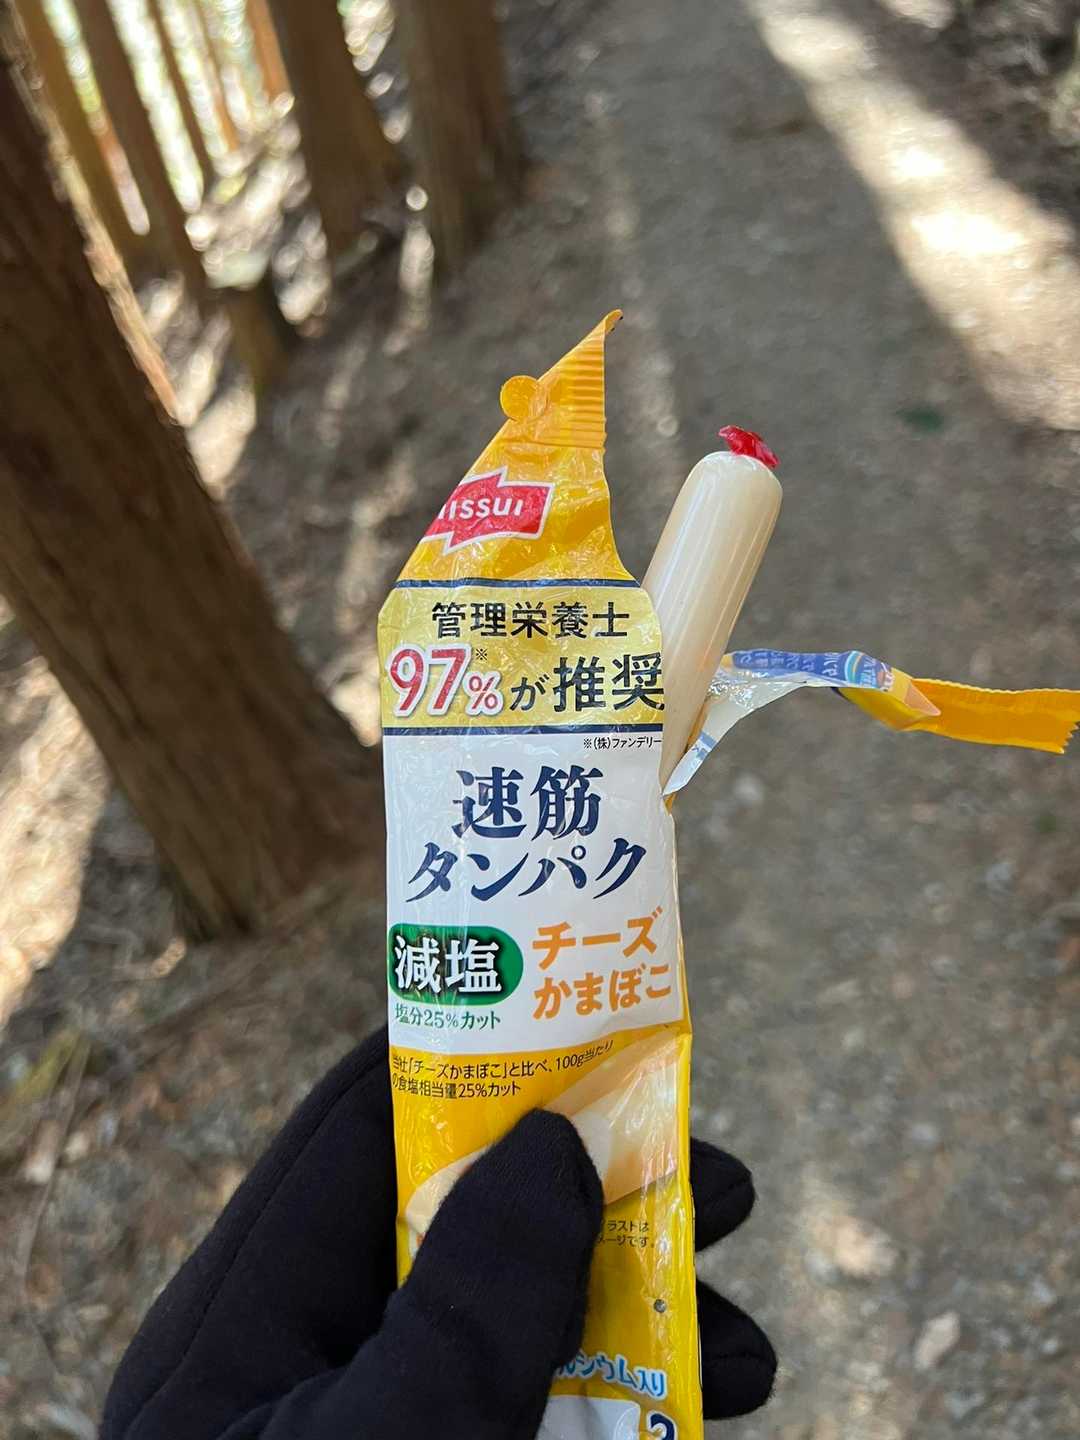 nissui
管理栄養士
97%※が推奨
※(株)ファンデリー
速筋
タンパク
減塩
チーズ
かまぼこ
塩分25%カット
当社「チーズかまぼこ」と比べ、100g当たり
の食塩相当量25%カット
イラストは
イメージです。
カルシウム入り